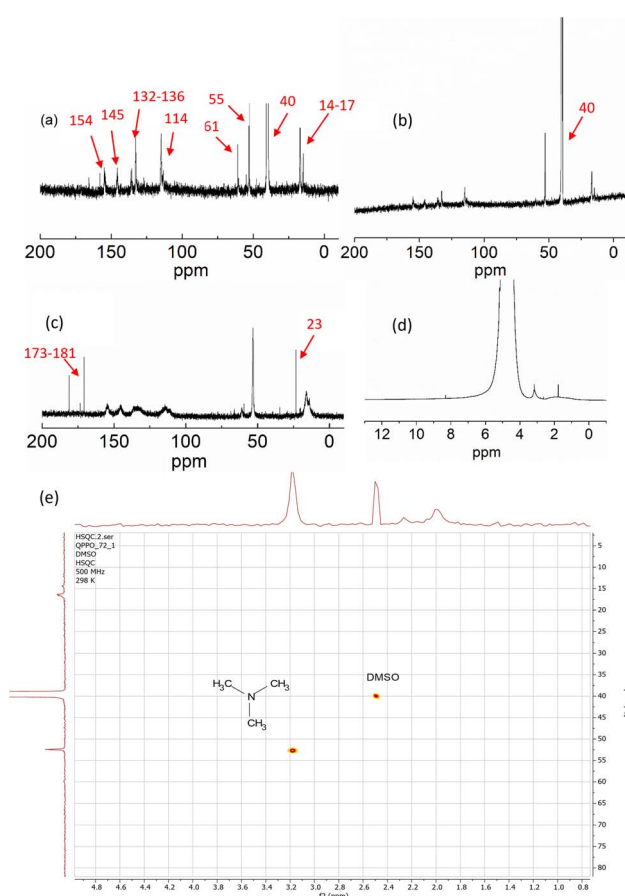 (a)
154
145
132-136
114
61
55
40
14-17
200 150 100 50 0
ppm
(b)
40
200 150 100 50 0
ppm
(c)
173-181
23
200 150 100 50 0
ppm
(d)
12 10 8 6 4 2 0
ppm
(e)
HSQC.2.ser
QPPO_72_1
DMSO
HSQC
500 MHz
298 K
H₃C
CH₃
N
CH₃
DMSO
5
10
15
20
25
30
35
40
45
50
55
60
65
70
75
80
4.8 4.6 4.4 4.2 4.0 3.8 3.6 3.4 3.2 3.0 2.8 2.6 2.4 2.2 2.0 1.8 1.6 1.4 1.2 1.0 0.8